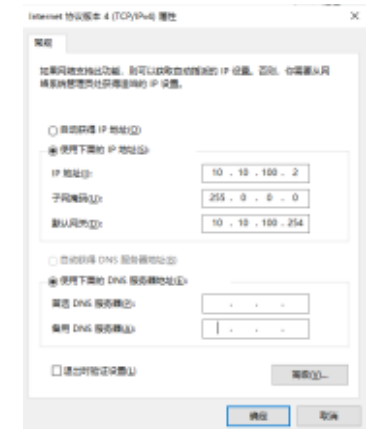 Internet 协议版本 4 (TCP/IPv4) 属性
常规
如果网络支持此功能，则可以获取自动指派的 IP 设置。否则，你需要从网
络系统管理员处获得适当的 IP 设置。
自动获得 IP 地址(O)
使用下面的 IP 地址(S):
IP 地址(I):
10 . 10 . 100 . 2
子网掩码(U):
255 . 0 . 0 . 0
默认网关(D):
10 . 10 . 100 . 254
自动获得 DNS 服务器地址(B)
使用下面的 DNS 服务器地址(E):
首选 DNS 服务器(P):
. . .
备用 DNS 服务器(A):
. . .
退出时验证设置(L)
高级(V)...
确定
取消